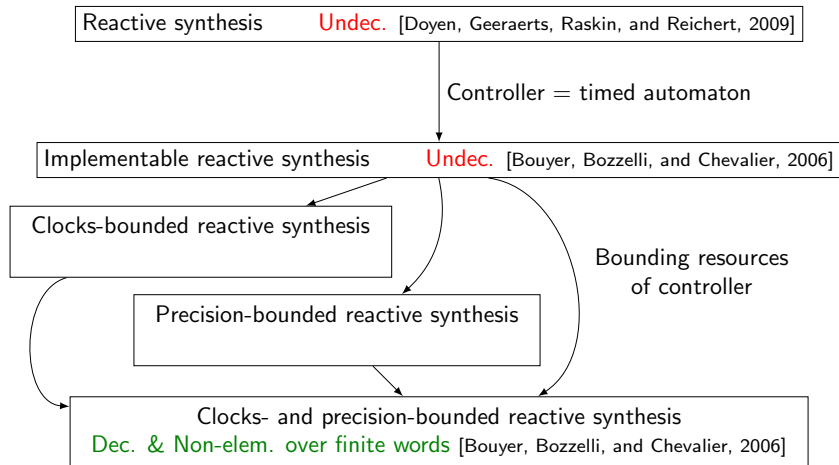 Reactive synthesis Undec. [Doyen, Geeraerts, Raskin, and Reichert, 2009]
Controller = timed automaton
Implementable reactive synthesis Undec. [Bouyer, Bozzelli, and Chevalier, 2006]
Clocks-bounded reactive synthesis
Bounding resources
of controller
Precision-bounded reactive synthesis
Clocks- and precision-bounded reactive synthesis
Dec. & Non-elem. over finite words [Bouyer, Bozzelli, and Chevalier, 2006]